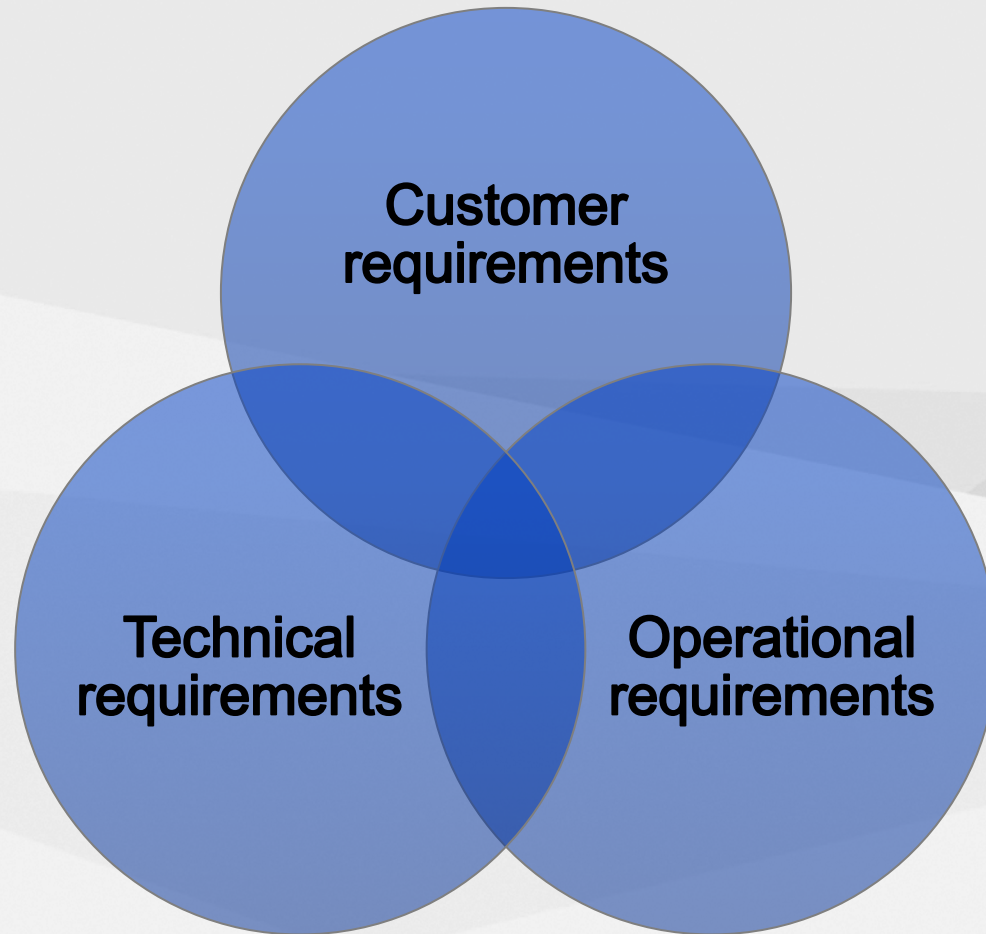 Customer
requirements
Technical
requirements
Operational
requirements